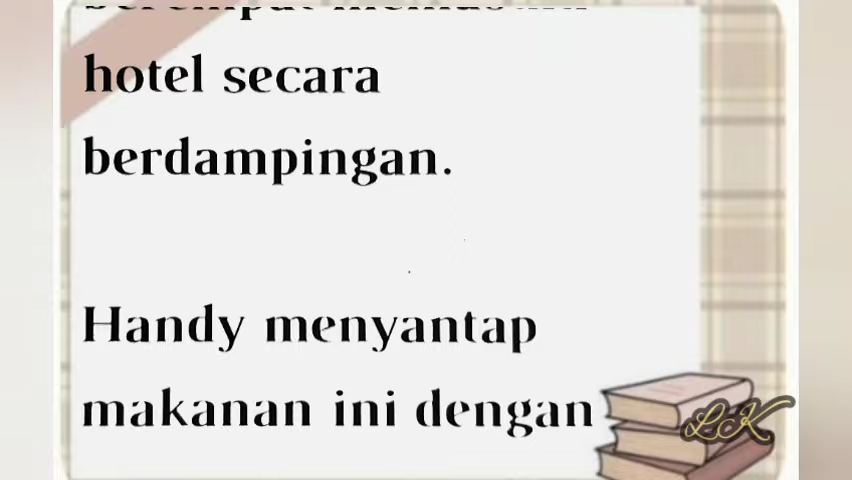 hotel secara
berdampingan.
Handy menyantap
makanan ini dengan
LK